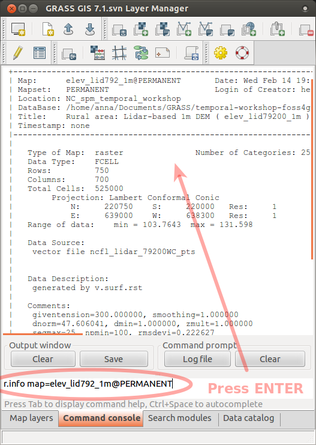 GRASS GIS 7.1.svn Layer Manager
Map: elev_lid792_1m@PERMANENT Date: Wed Feb 14 19:
Mapset: PERMANENT Login of Creator: he
Location: NC_spm_temporal_workshop
DataBase: /home/anna/Documents/GRASS/temporal-workshop-foss4g
Title: Rural area: Lidar-based 1m DEM ( elev_lid79200_1m )
Timestamp: none
Type of Map: raster Number of Categories: 25
Data Type: FCELL
Rows: 750
Columns: 700
Total Cells: 525000
Projection: Lambert Conformal Conic
N: 220750 S: 220000 Res: 1
E: 639000 W: 638300 Res: 1
Range of data: min = 103.7643 max = 131.598
Data Source:
vector file ncfl_lidar_79200WC_pts
Data Description:
generated by v.surf.rst
Comments:
giventension=300.000000, smoothing=1.000000
dnorm=47.606041, dmin=1.000000, zmult=1.000000
segmax=25, npmin=100, rmsdevi=0.222627
Output window Command prompt
Clear Save Log file Clear
r.info map=elev_lid792_1m@PERMANENT
Press ENTER
Press Tab to display command help, Ctrl+Space to autocomplete
Map layers Command console Search modules Data catalog